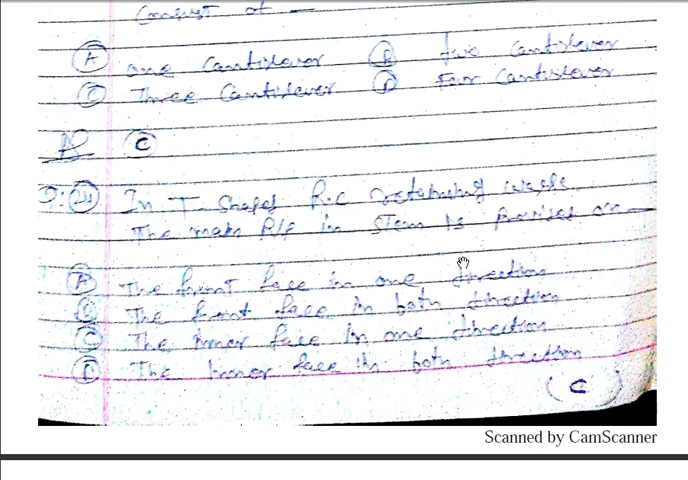 Consist of —
(A) one Cantilever (B) two Cantilever
(C) Three Cantilever (D) Four Cantilever
A (C)
In T-Shaped R.C retaining walls
The main R/F in Stem is provided on —
(A) The front face in one direction
(B) The front face in both direction
(C) The inner face in one direction
(D) The inner face in both direction
(C)
Scanned by CamScanner